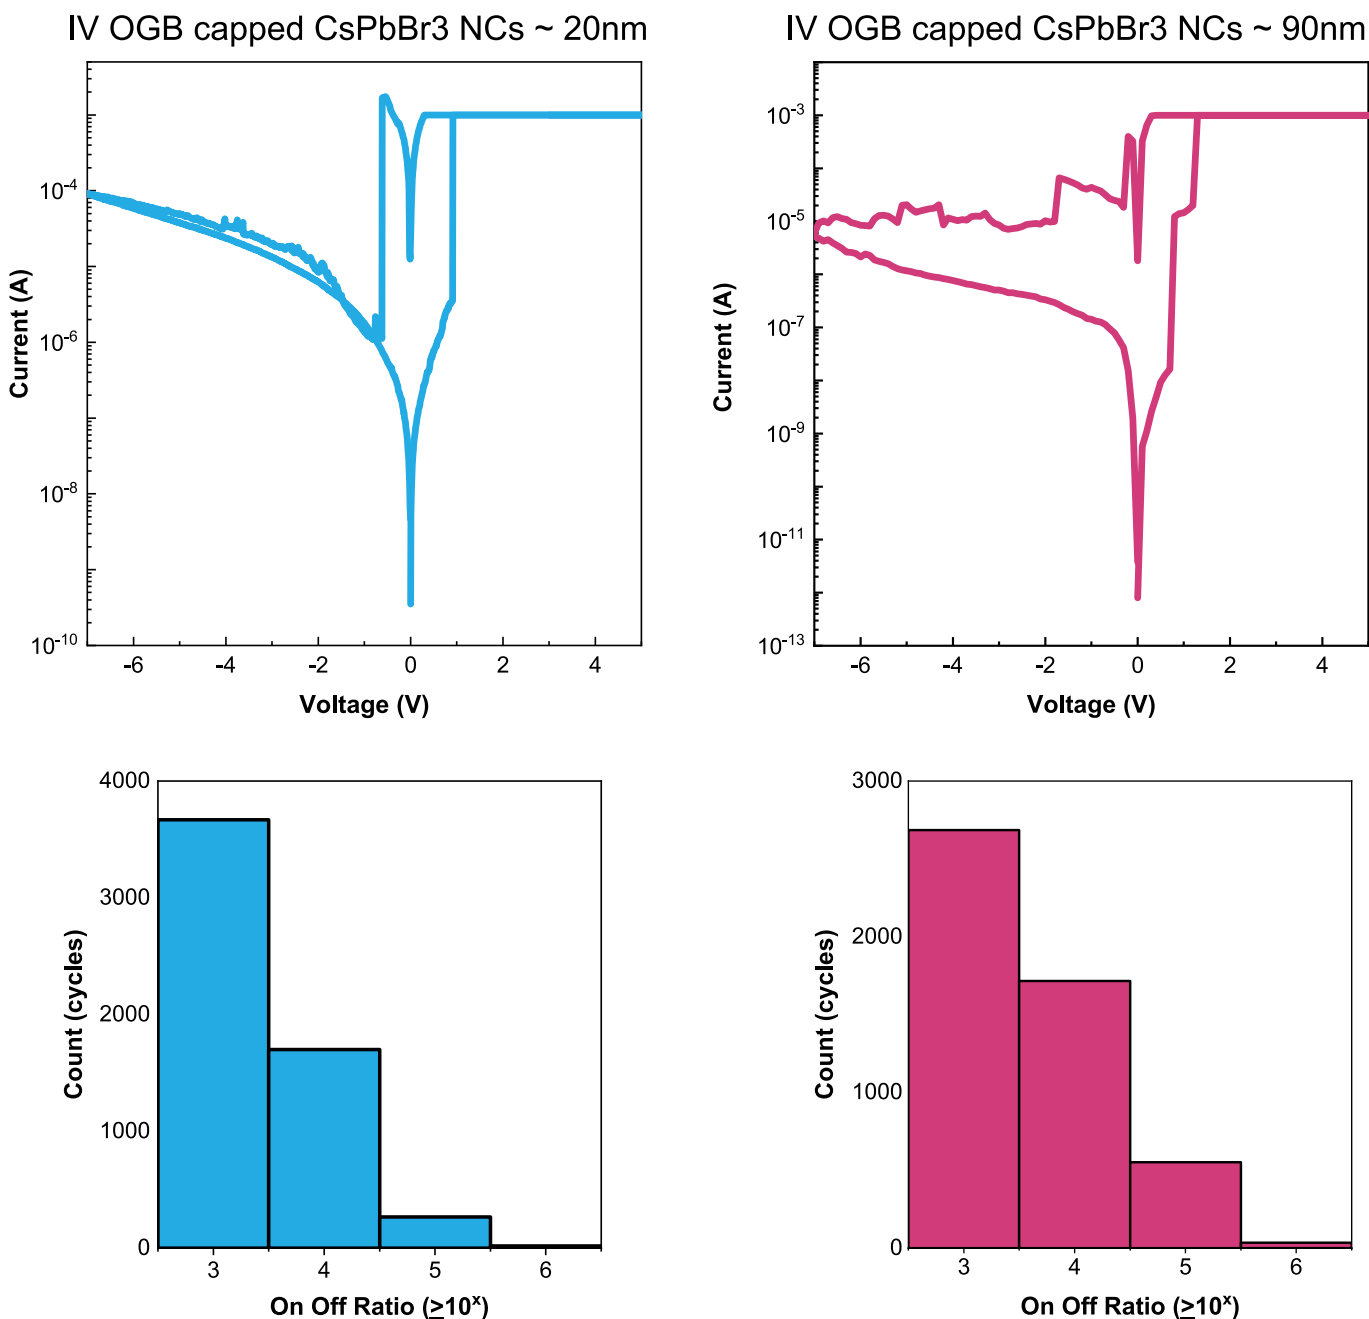 IV OGB capped CsPbBr3 NCs ~ 20nm
10⁻⁴
10⁻⁶
10⁻⁸
10⁻¹⁰
Current (A)
-6 -4 -2 0 2 4
Voltage (V)
IV OGB capped CsPbBr3 NCs ~ 90nm
10⁻³
10⁻⁵
10⁻⁷
10⁻⁹
10⁻¹¹
10⁻¹³
Current (A)
-6 -4 -2 0 2 4
Voltage (V)
4000
3000
2000
1000
0
Count (cycles)
3 4 5 6
On Off Ratio (≥10ˣ)
3000
2000
1000
0
Count (cycles)
3 4 5 6
On Off Ratio (≥10ˣ)